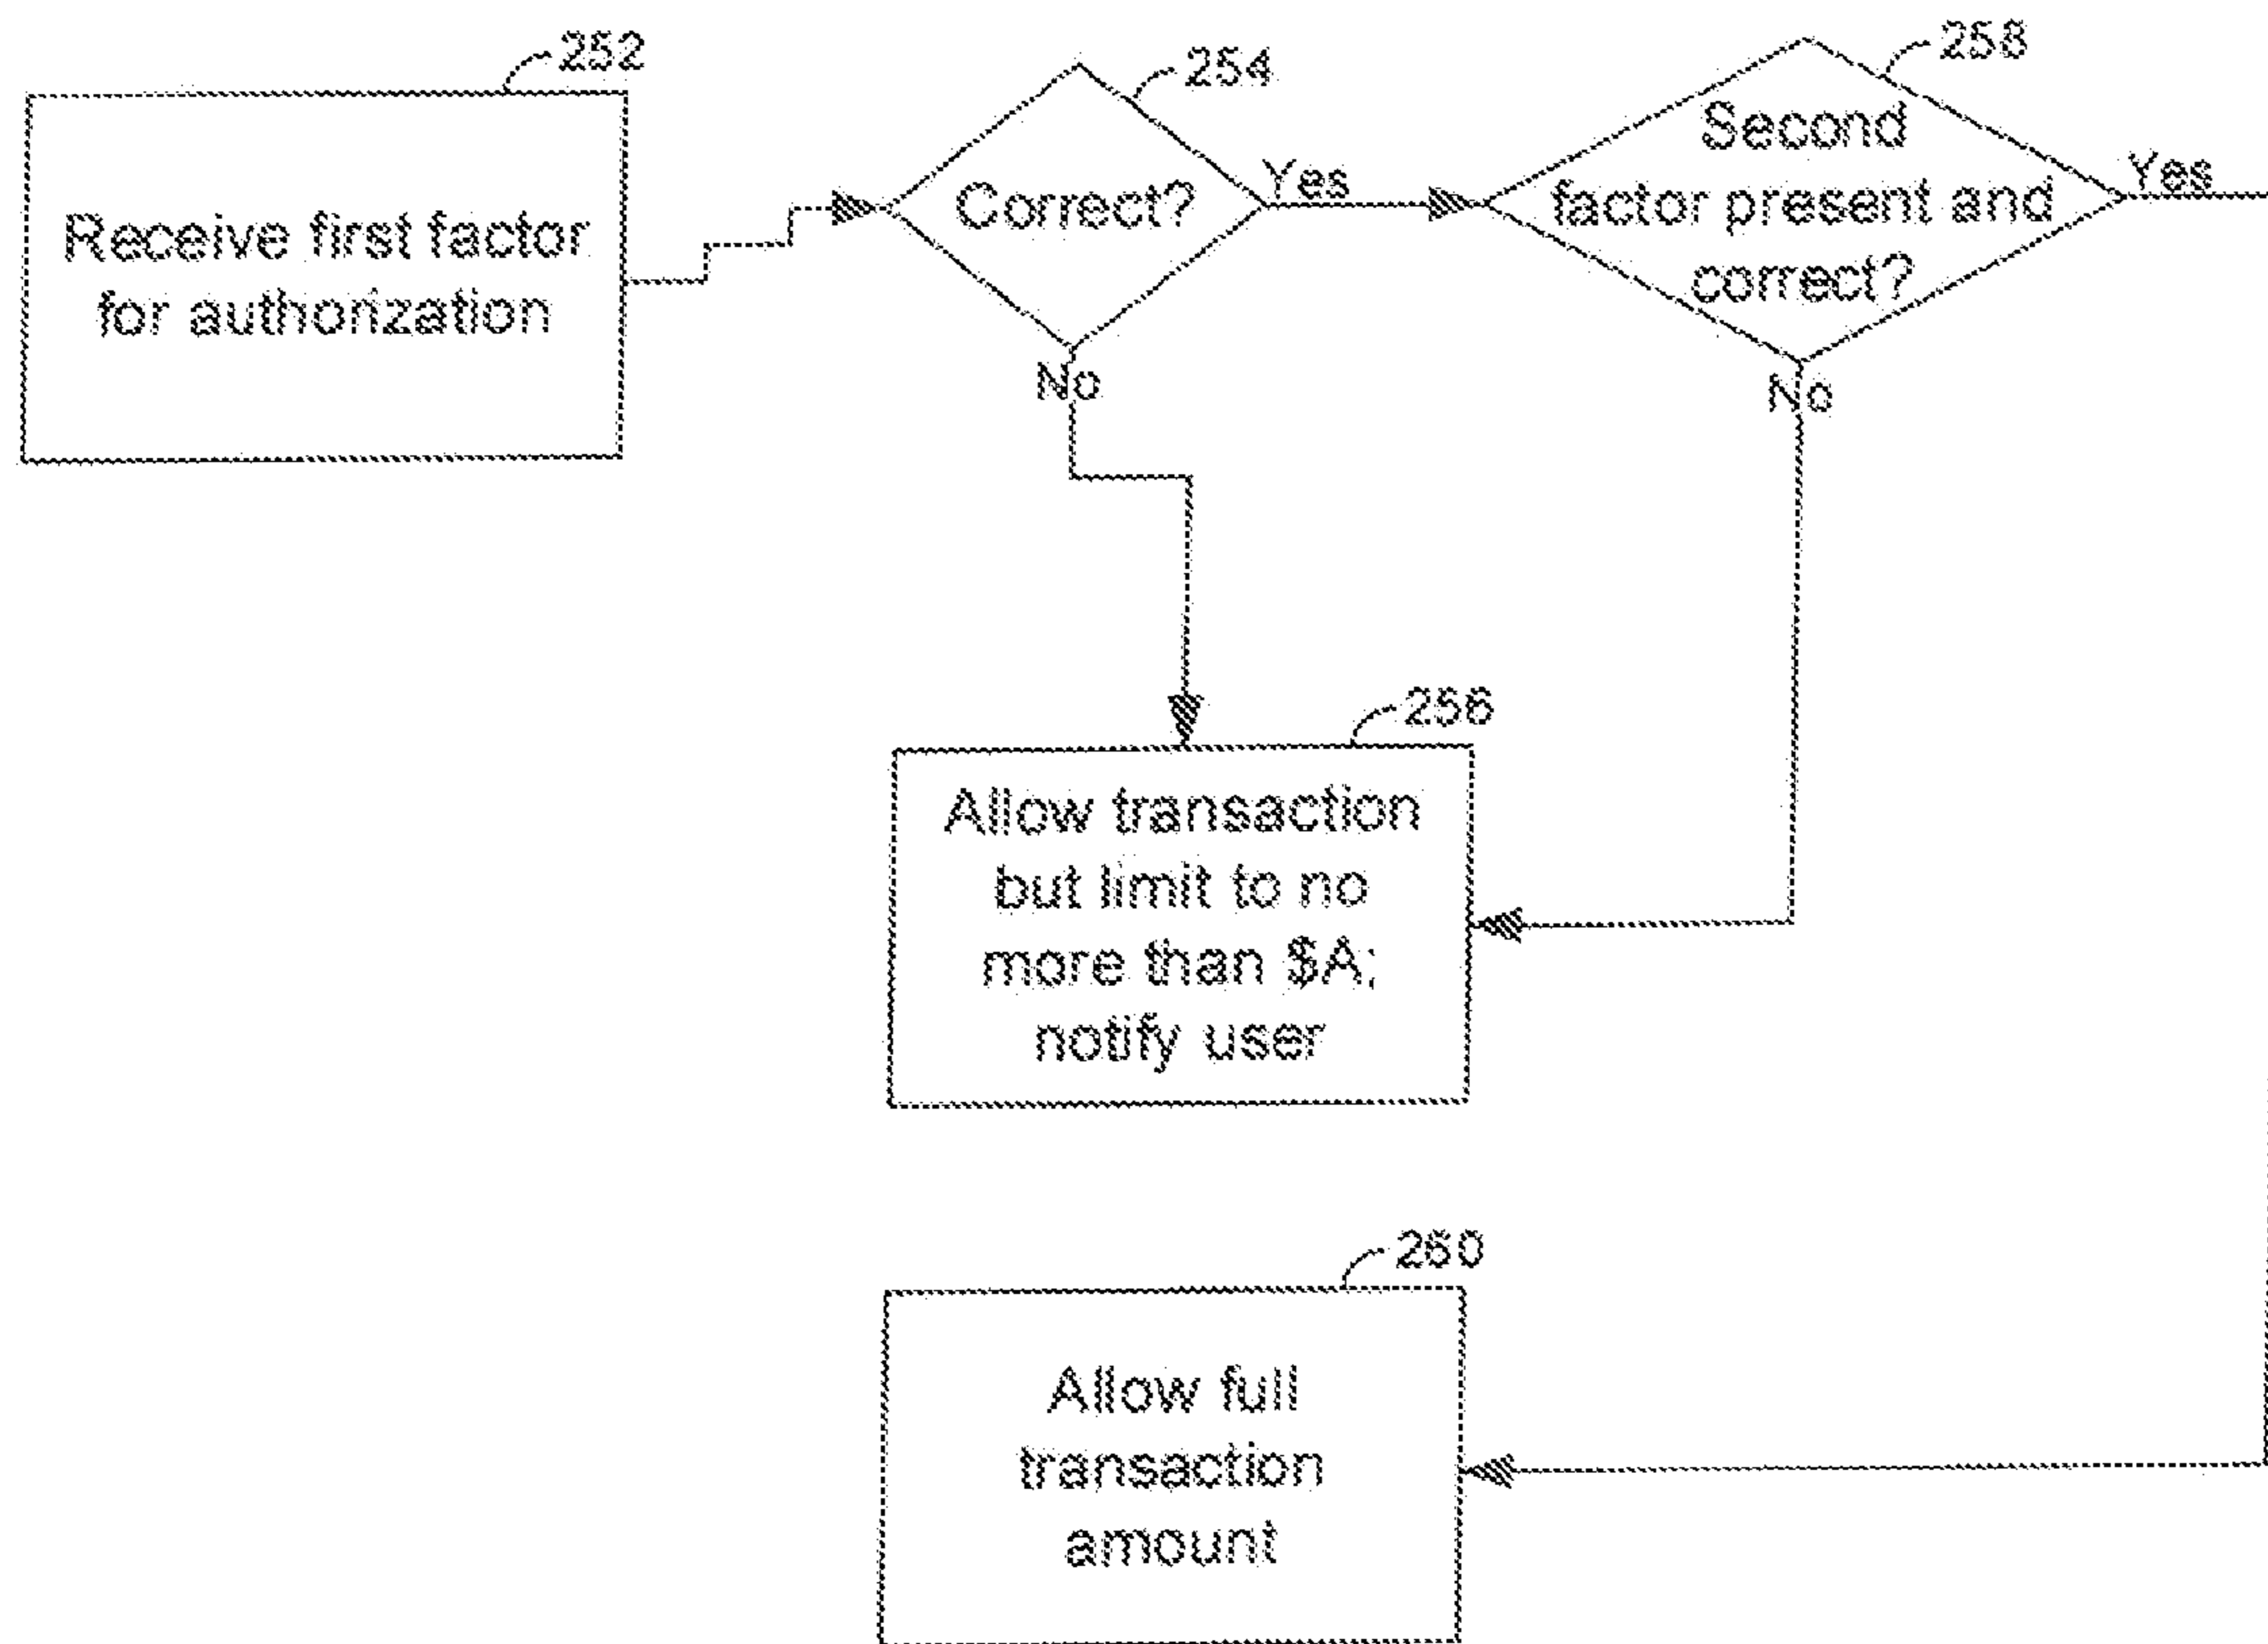 252
Receive first factor
for authorization
254
Correct?
Yes
No
258
Second
factor present and
correct?
Yes
No
256
Allow transaction
but limit to no
more than $A;
notify user
260
Allow full
transaction
amount